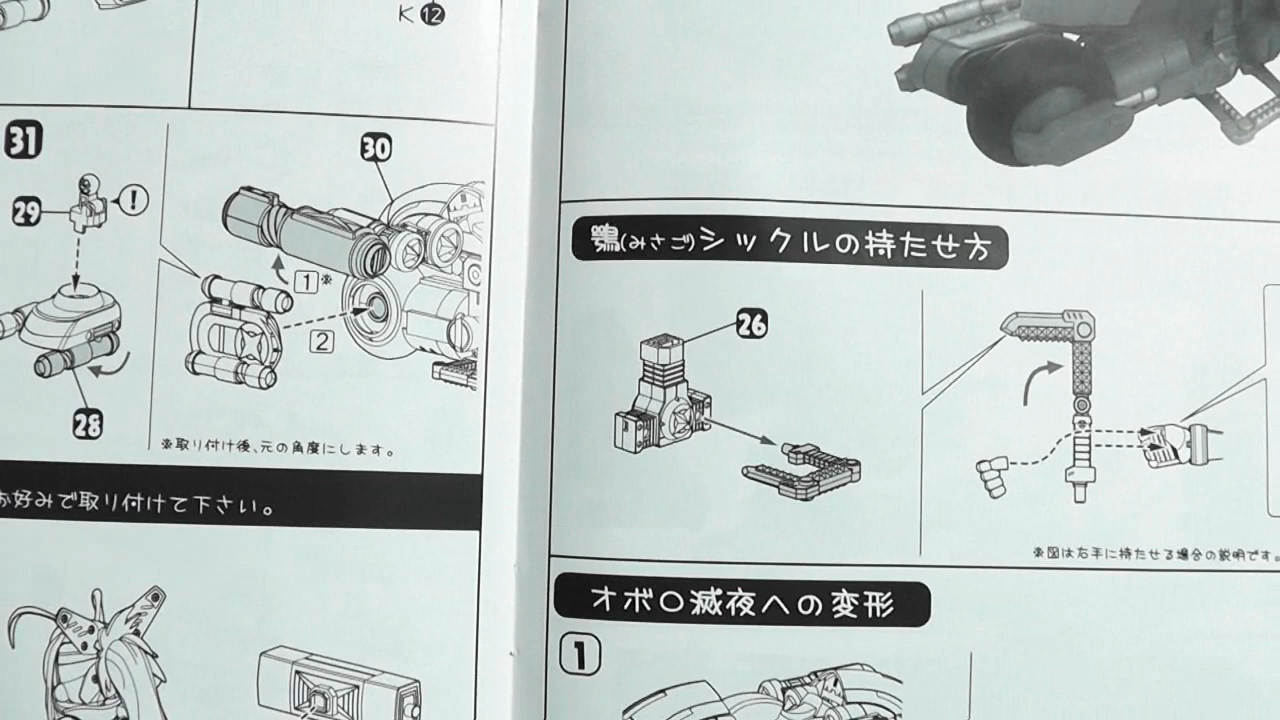 K 12
31
29
!
28
30
1 ※
2
※取り付け後、元の角度にします。
お好みで取り付けて下さい。
鶚(みさご)シックルの持たせ方
26
※図は右手に持たせる場合の説明です。
オボロ滅夜への変形
1